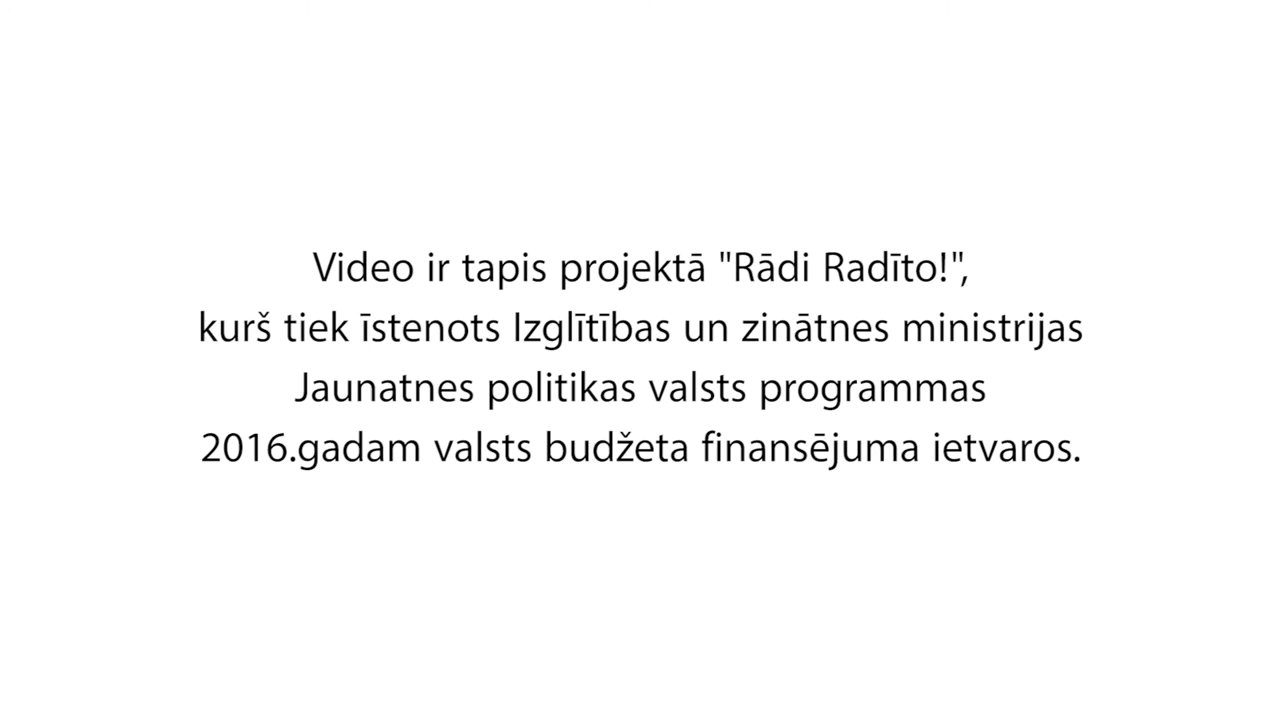 Video ir tapis projektā "Rādi Radīto!",
kurš tiek īstenots Izglītības un zinātnes ministrijas
Jaunatnes politikas valsts programmas
2016.gadam valsts budžeta finansējuma ietvaros.